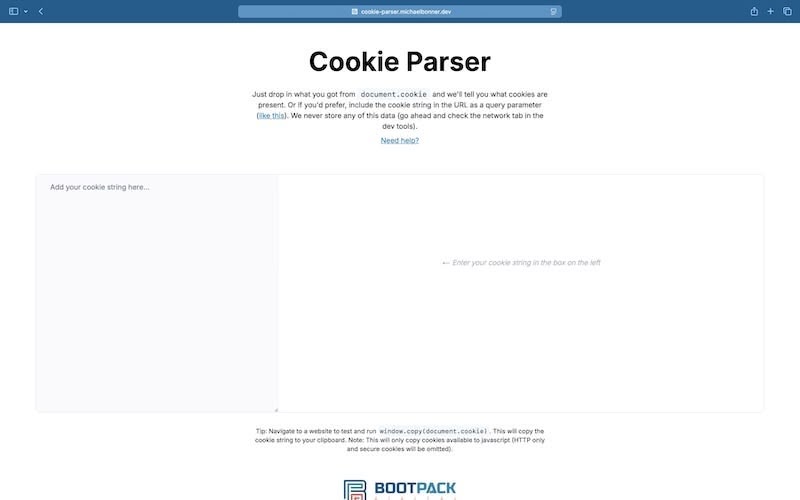 cookie-parser.michaelbonner.dev
Cookie Parser
Just drop in what you got from document.cookie and we'll tell you what cookies are
present. Or if you'd prefer, include the cookie string in the URL as a query parameter
(like this). We never store any of this data (go ahead and check the network tab in the
dev tools).
Need help?
Add your cookie string here...
← Enter your cookie string in the box on the left
Tip: Navigate to a website to test and run window.copy(document.cookie) . This will copy the
cookie string to your clipboard. Note: This will only copy cookies available to javascript (HTTP only
and secure cookies will be omitted).
BOOTPACK